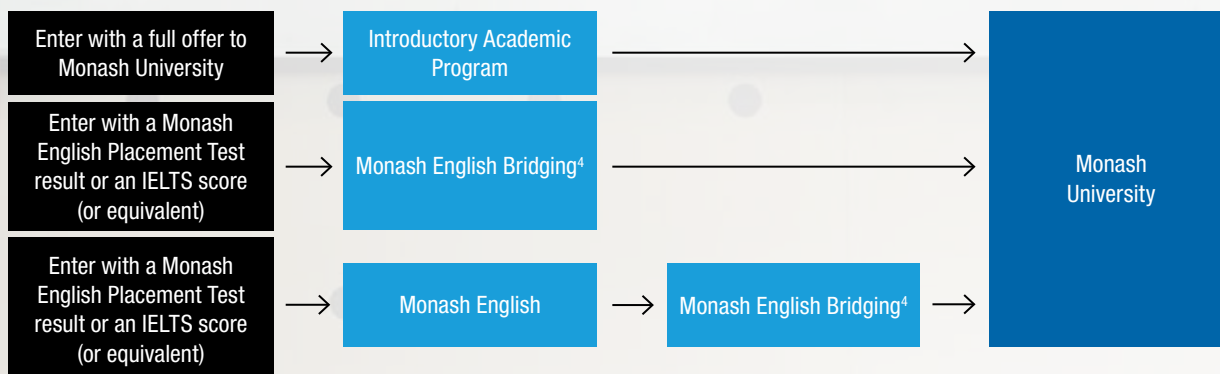 Enter with a full offer to
Monash University
Introductory Academic
Program
Enter with a Monash
English Placement Test
result or an IELTS score
(or equivalent)
Monash English Bridging⁴
Monash
University
Enter with a Monash
English Placement Test
result or an IELTS score
(or equivalent)
Monash English
Monash English Bridging⁴